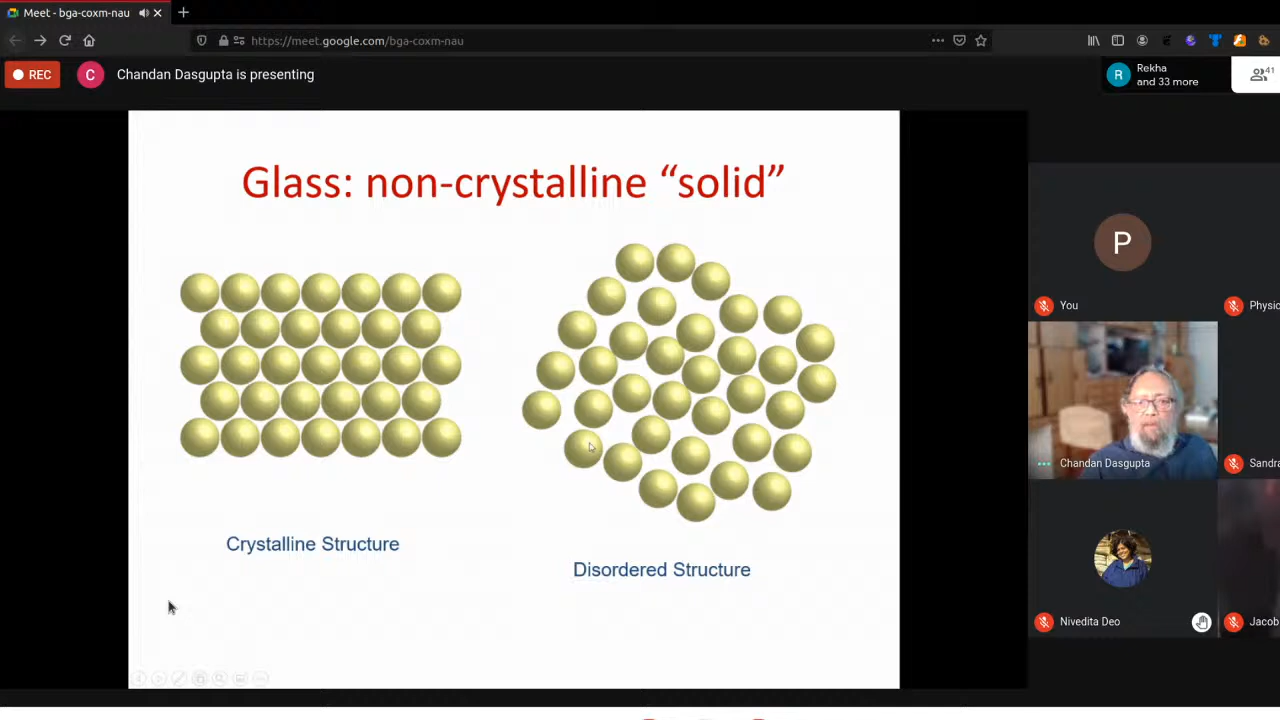 Meet - bga-coxm-nau
https://meet.google.com/bga-coxm-nau
REC
C
Chandan Dasgupta is presenting
R
Rekha
and 33 more
41
Glass: non-crystalline “solid”
Crystalline Structure
Disordered Structure
P
You
Physic
Chandan Dasgupta
Sandra
Nivedita Deo
Jacob